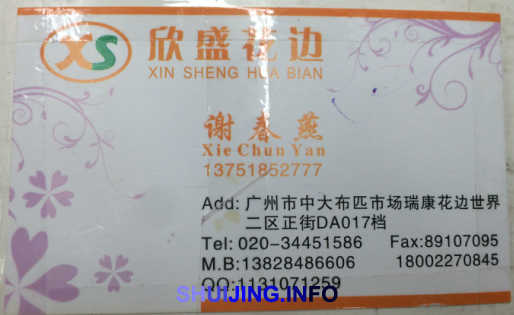 XS 欣盛花边
XIN SHENG HUA BIAN
谢春燕
Xie Chun Yan
13751852777
Add: 广州市中大布匹市场瑞康花边世界
二区正街DA017档
Tel: 020-34451586 Fax:89107095
M.B:13828486606 18002270845
QQ:1131071259
SHUIJING.INFO